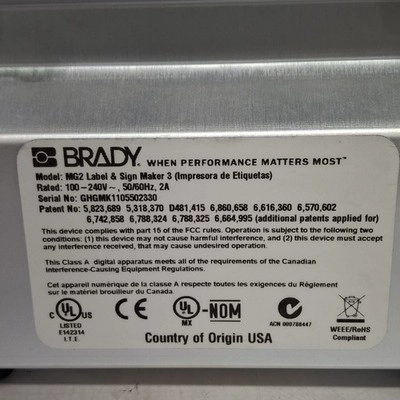 BRADY. WHEN PERFORMANCE MATTERS MOST™
Model: MG2 Label & Sign Maker 3 (Impresora de Etiquetas)
Rated: 100-240V~, 50/60Hz, 2A
Serial No: GHGMK1105502330
Patent No: 5,823,689 5,318,370 D481,415 6,860,658 6,616,360 6,570,602
6,742,858 6,788,324 6,788,325 6,664,995 (additional patents applied for)
This device complies with part 15 of the FCC rules. Operation is subject to the following two
conditions: (1) this device may not cause harmful interference, and (2) this device must accept
any interference received, that may cause undesired operation.
This Class A digital apparatus meets all of the requirements of the Canadian
Interference-Causing Equipment Regulations.
Cet appareil numérique de la classe A respecte toutes les exigences du Réglement
sur le matériel brouilleur du Canada.
C UL US
LISTED
E142314
I.T.E.
CE
UL
MX
-NOM
N
ACN 000788447
WEEE/RoHS
Compliant
Country of Origin USA